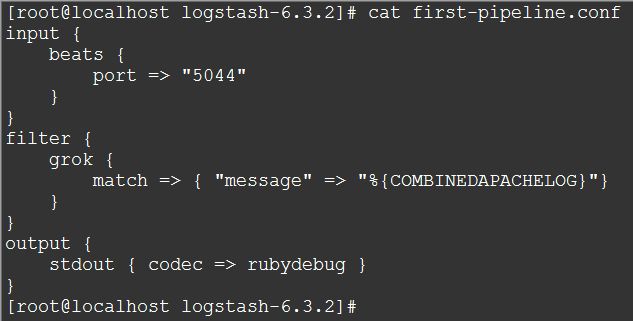 [root@localhost logstash-6.3.2]# cat first-pipeline.conf
input {
    beats {
        port => "5044"
    }
}
filter {
    grok {
        match => { "message" => "%{COMBINEDAPACHELOG}"}
    }
}
output {
    stdout { codec => rubydebug }
}
[root@localhost logstash-6.3.2]#